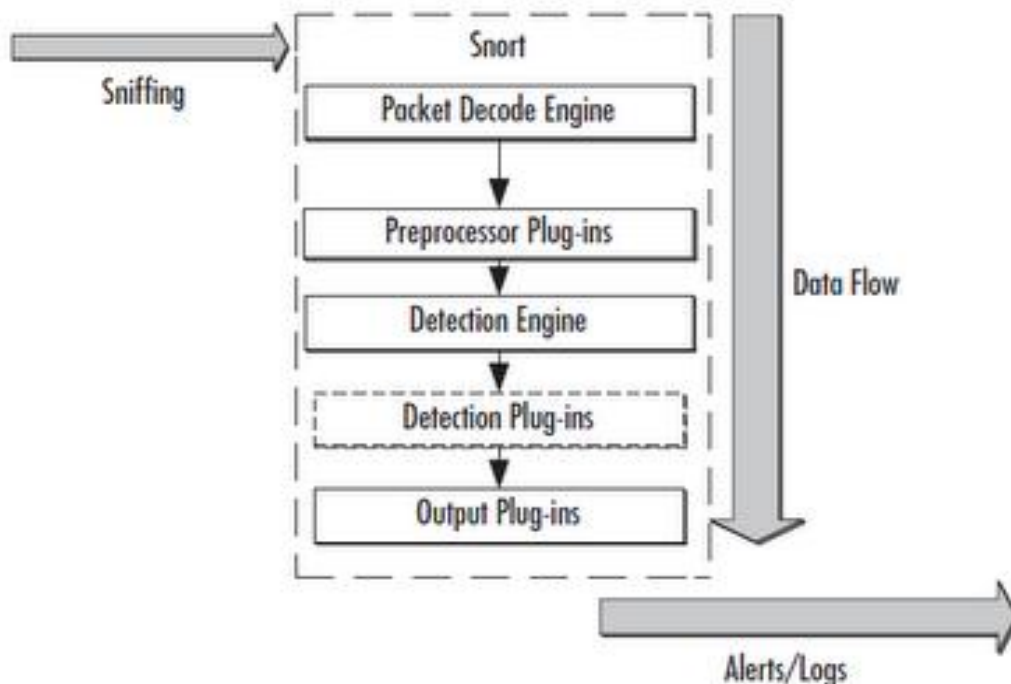 Snort
Sniffing
Packet Decode Engine
Preprocessor Plug-ins
Data Flow
Detection Engine
Detection Plug-ins
Output Plug-ins
Alerts/Logs